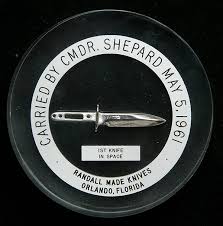 CARRIED BY CMDR. SHEPARD MAY 5, 1961
1ST KNIFE
IN SPACE
RANDALL MADE KNIVES
ORLANDO, FLORIDA